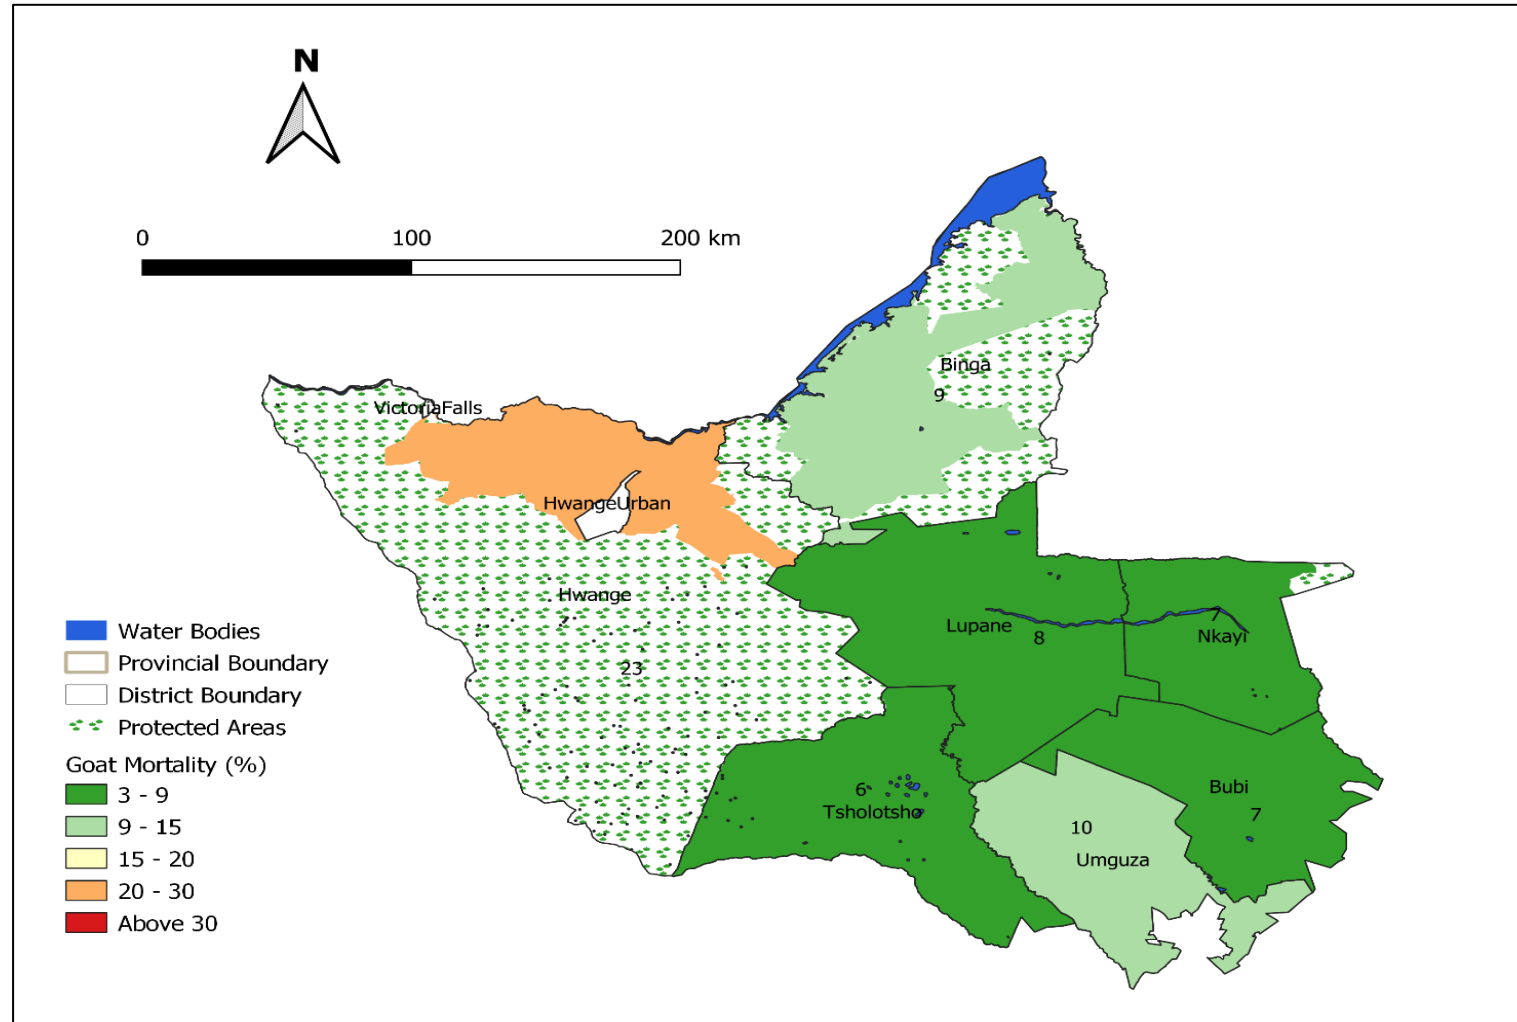 N
0 100 200 km
Binga
9
VictoriaFalls
HwangeUrban
Hwange
23
Lupane
8
7
Nkayi
6
Tsholotsho
Bubi
7
10
Umguza
Water Bodies
Provincial Boundary
District Boundary
Protected Areas
Goat Mortality (%)
3 - 9
9 - 15
15 - 20
20 - 30
Above 30